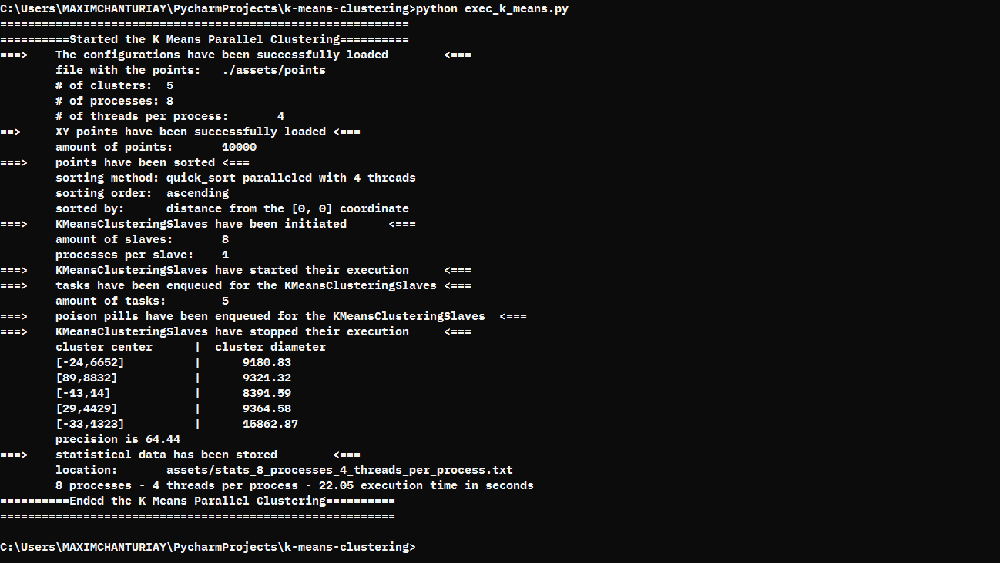 C:\Users\MAXIMCHANTURIAY\PycharmProjects\k-means-clustering>python exec_k_means.py
===========================================================
==========Started the K Means Parallel Clustering==========
===>    The configurations have been successfully loaded        <===
        file with the points:   ./assets/points
        # of clusters:  5
        # of processes: 8
        # of threads per process:       4
==>     XY points have been successfully loaded <===
        amount of points:       10000
===>    points have been sorted <===
        sorting method: quick_sort paralleled with 4 threads
        sorting order:  ascending
        sorted by:      distance from the [0, 0] coordinate
===>    KMeansClusteringSlaves have been initiated      <===
        amount of slaves:       8
        processes per slave:    1
===>    KMeansClusteringSlaves have started their execution     <===
===>    tasks have been enqueued for the KMeansClusteringSlaves <===
        amount of tasks:        5
===>    poison pills have been enqueued for the KMeansClusteringSlaves  <===
===>    KMeansClusteringSlaves have stopped their execution     <===
        cluster center      |  cluster diameter
        [-24,6652]          |      9180.83
        [89,8832]           |      9321.32
        [-13,14]            |      8391.59
        [29,4429]           |      9364.58
        [-33,1323]          |      15862.87
        precision is 64.44
===>    statistical data has been stored        <===
        location:       assets/stats_8_processes_4_threads_per_process.txt
        8 processes - 4 threads per process - 22.05 execution time in seconds
==========Ended the K Means Parallel Clustering==========
=========================================================
C:\Users\MAXIMCHANTURIAY\PycharmProjects\k-means-clustering>